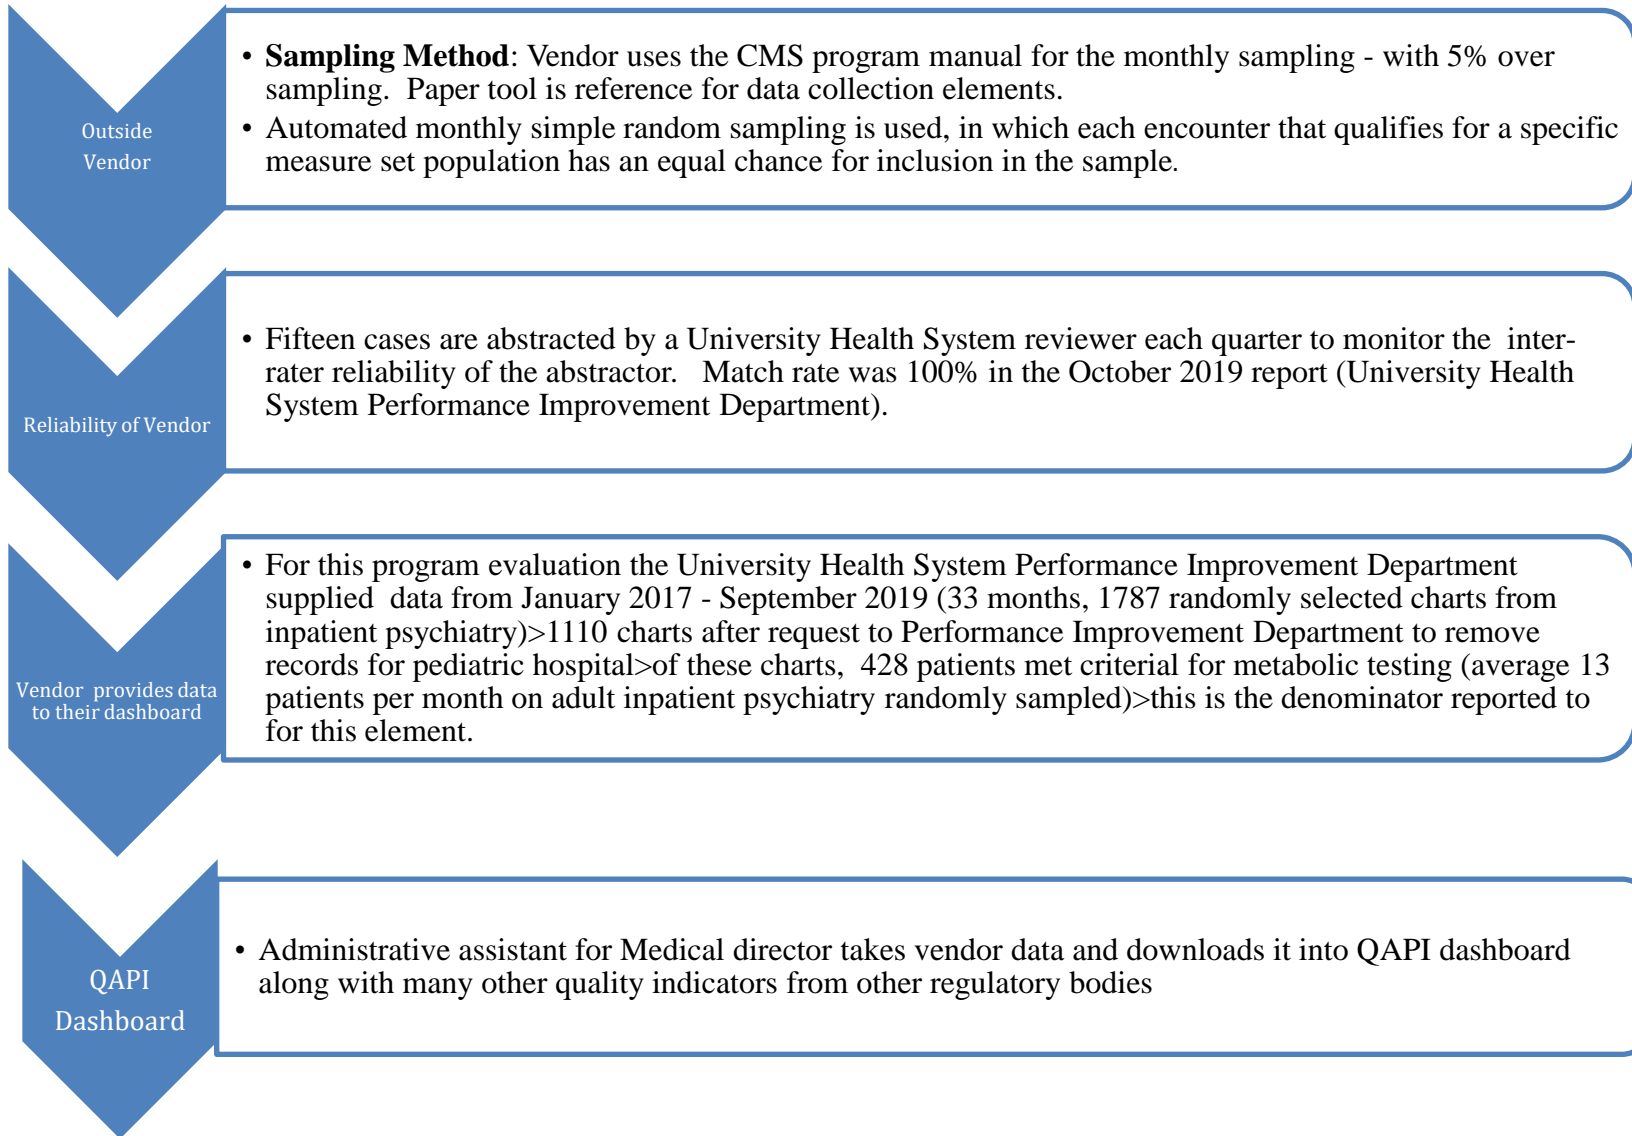 Outside
Vendor
• Sampling Method: Vendor uses the CMS program manual for the monthly sampling - with 5% over
sampling. Paper tool is reference for data collection elements.
• Automated monthly simple random sampling is used, in which each encounter that qualifies for a specific
measure set population has an equal chance for inclusion in the sample.
Reliability of Vendor
• Fifteen cases are abstracted by a University Health System reviewer each quarter to monitor the inter-
rater reliability of the abstractor. Match rate was 100% in the October 2019 report (University Health
System Performance Improvement Department).
Vendor provides data
to their dashboard
• For this program evaluation the University Health System Performance Improvement Department
supplied data from January 2017 - September 2019 (33 months, 1787 randomly selected charts from
inpatient psychiatry)>1110 charts after request to Performance Improvement Department to remove
records for pediatric hospital>of these charts, 428 patients met criterial for metabolic testing (average 13
patients per month on adult inpatient psychiatry randomly sampled)>this is the denominator reported to
for this element.
QAPI
Dashboard
• Administrative assistant for Medical director takes vendor data and downloads it into QAPI dashboard
along with many other quality indicators from other regulatory bodies